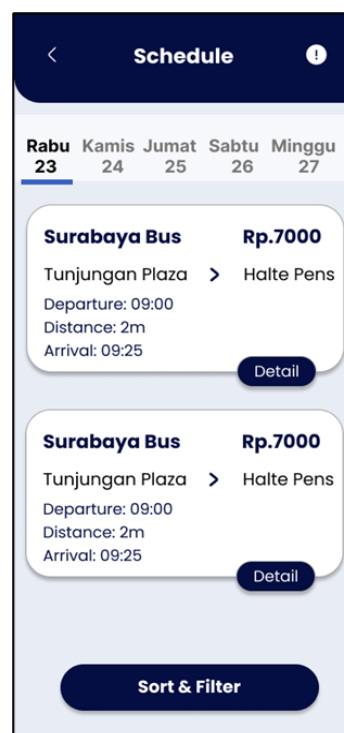 Schedule
Rabu Kamis Jumat Sabtu Minggu
23 24 25 26 27
Surabaya Bus Rp.7000
Tunjungan Plaza > Halte Pens
Departure: 09:00
Distance: 2m
Arrival: 09:25
Detail
Surabaya Bus Rp.7000
Tunjungan Plaza > Halte Pens
Departure: 09:00
Distance: 2m
Arrival: 09:25
Detail
Sort & Filter